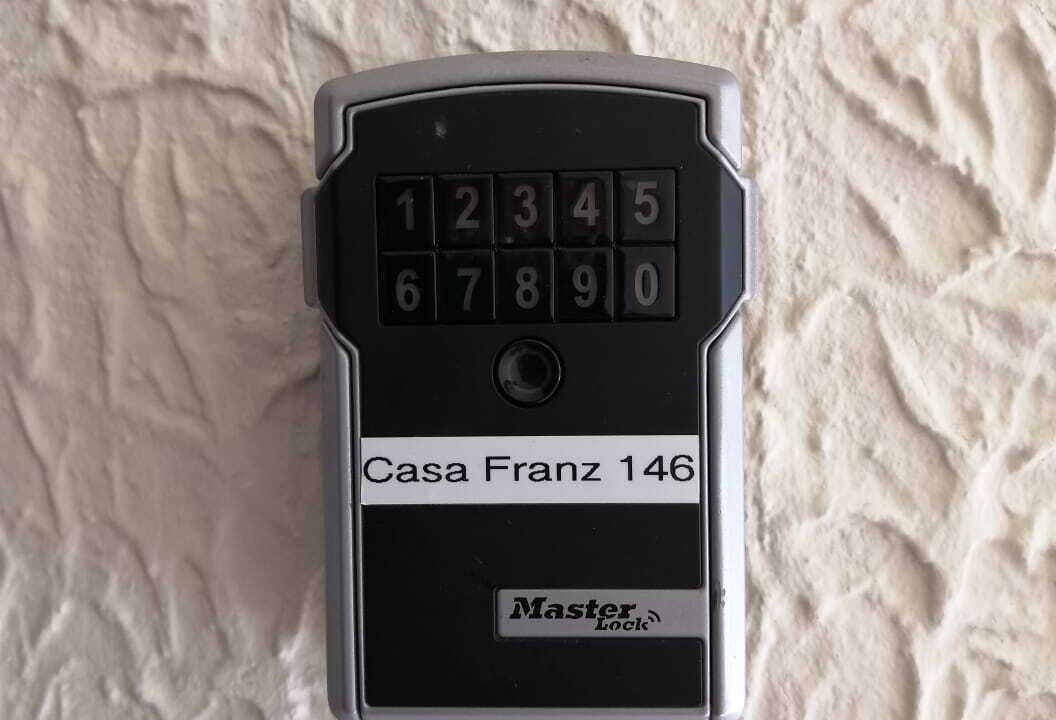 1 2 3 4 5
6 7 8 9 0
Casa Franz 146
Master
Lock